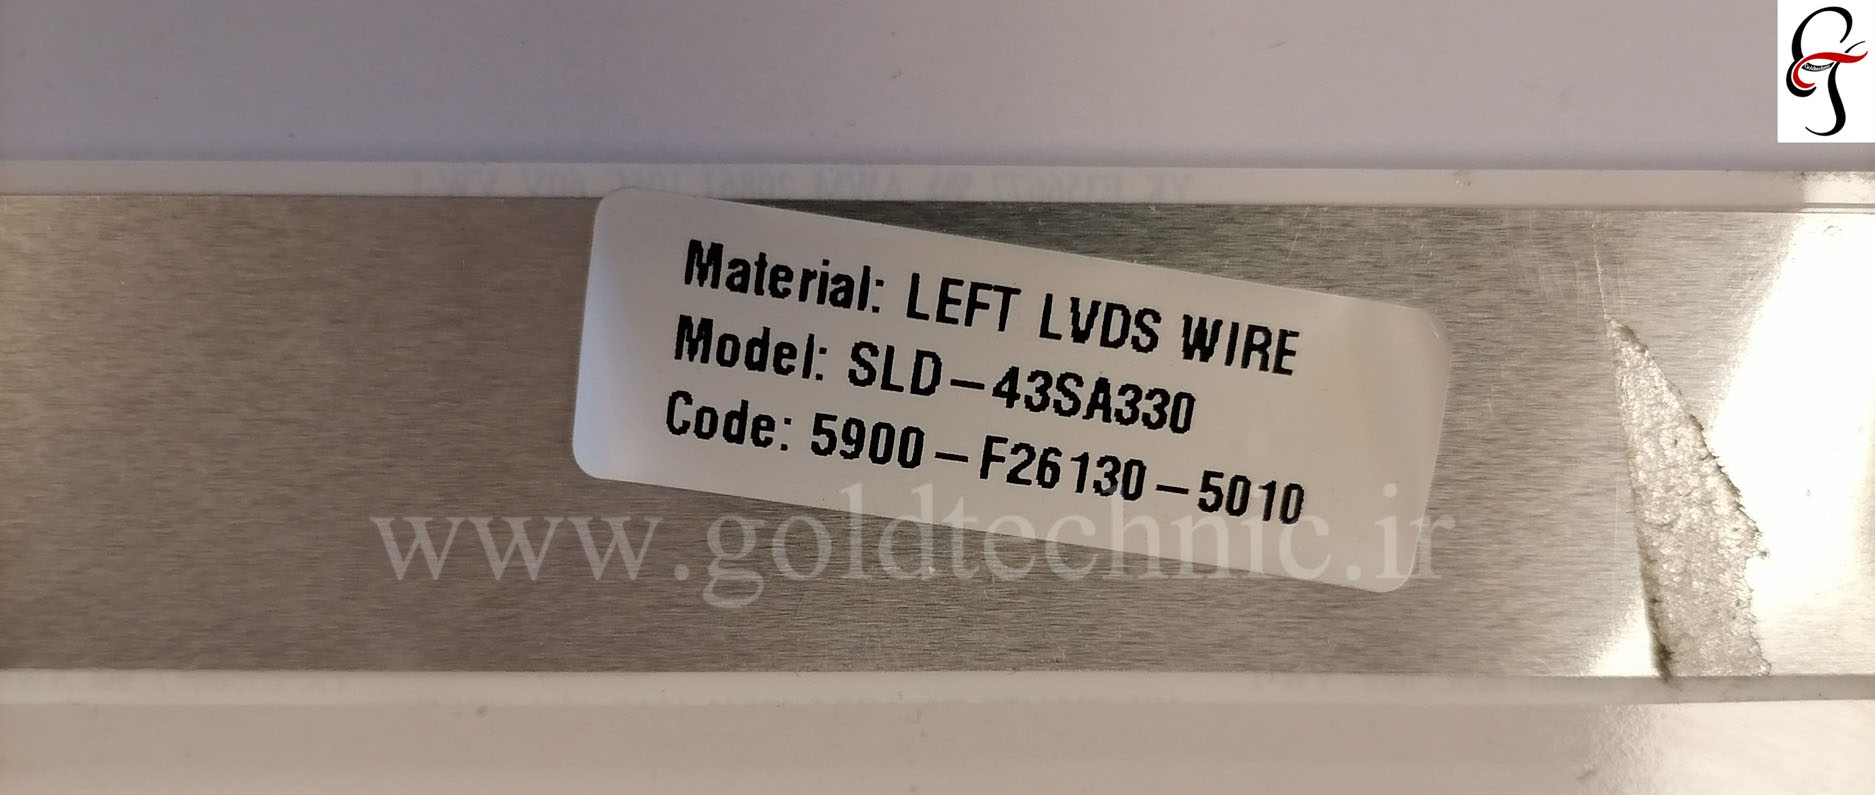 Material: LEFT LVDS WIRE
Model: SLD-43SA330
Code: 5900-F26130-5010
www.goldtechnic.ir